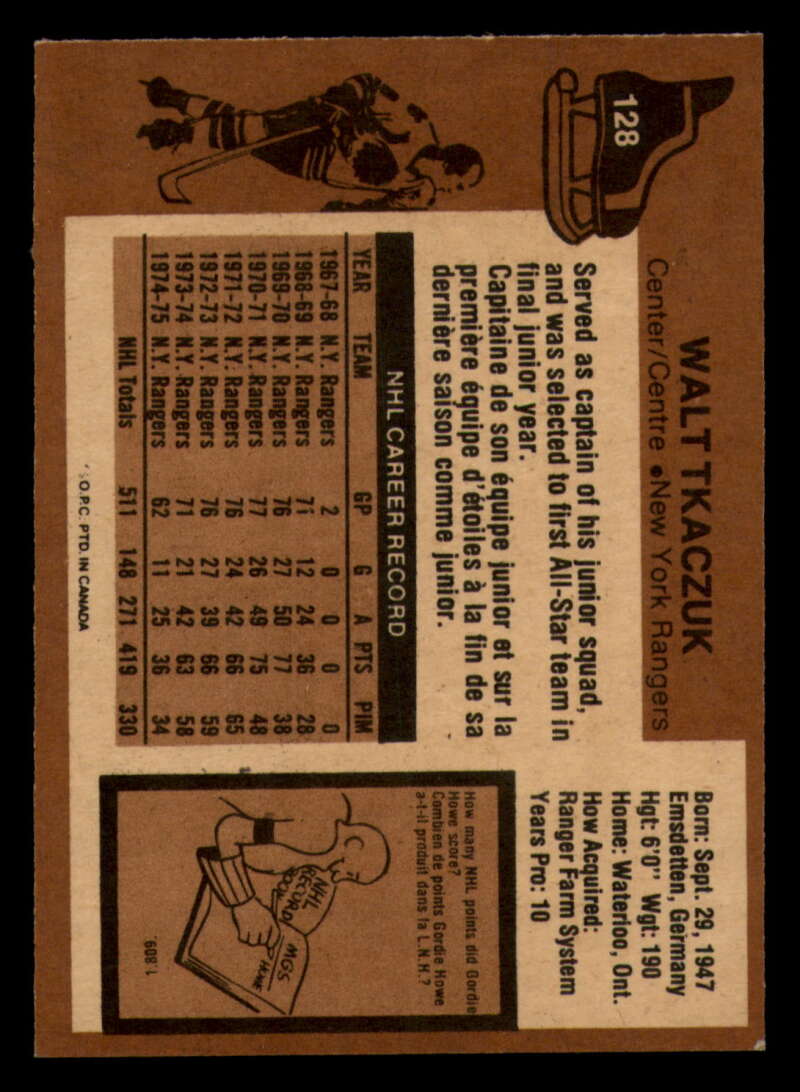 128
WALT TKACZUK
Center/Centre ●New York Rangers
Born: Sept. 29, 1947
Emsdetten, Germany
Hgt: 6'0" Wgt: 190
Home: Waterloo, Ont.
How Acquired:
Ranger Farm System
Years Pro: 10
Served as captain of his junior squad,
and was selected to first All-Star team in
final junior year.
Capitaine de son équipe junior et sur la
première équipe d'étoiles à la fin de sa
dernière saison comme junior.
NHL CAREER RECORD
YEAR TEAM GP G A PTS PIM
1967-68 N.Y. Rangers 2 0 0 0 0
1968-69 N.Y. Rangers 71 12 24 36 28
1969-70 N.Y. Rangers 76 27 50 77 38
1970-71 N.Y. Rangers 77 26 49 75 48
1971-72 N.Y. Rangers 76 24 42 66 65
1972-73 N.Y. Rangers 76 27 39 66 59
1973-74 N.Y. Rangers 71 21 42 63 58
1974-75 N.Y. Rangers 62 11 25 36 34
NHL Totals 511 148 271 419 330
© O.P.C. PTD. IN CANADA
How many NHL points did Gordie
Howe score?
Combien de points Gordie Howe
a-t-il produit dans la L.N.H.?
NHL
RECORD
BOOK
MGS
HOWE
1,809.